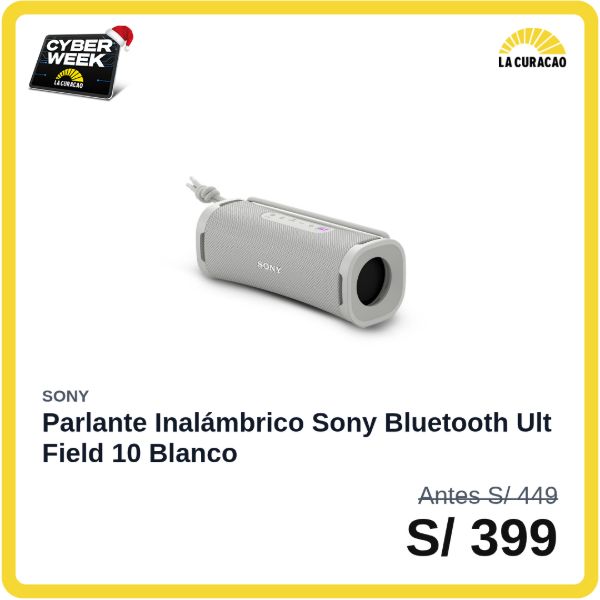 CYBER
WEEK
LA CURACAO
LA CURACAO
SONY
SONY
Parlante Inalámbrico Sony Bluetooth Ult
Field 10 Blanco
Antes S/ 449
S/ 399